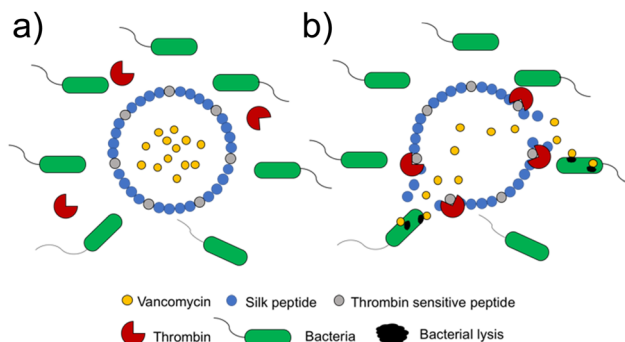 a) b)
Vancomycin Silk peptide Thrombin sensitive peptide
Thrombin Bacteria Bacterial lysis